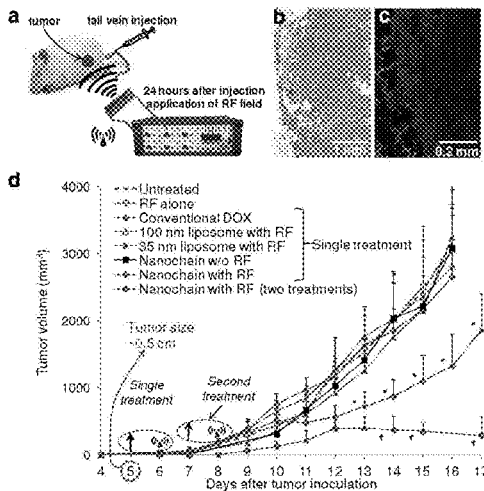 a
tumor
tail vein injection
24 hours after injection
application of RF field
b
c
0.2 mm
d
Untreated
RF alone
Conventional DOX
100 nm liposome with RF
35 nm liposome with RF
Nanochain w/o RF
Nanochain with RF
Nanochain with RF (two treatments)
Single treatment
Tumor size
~0.5 cm
Single
treatment
Second
treatment
Tumor volume (mm³)
4000
3000
2000
1000
0
4 5 6 7 8 9 10 11 12 13 14 15 16 17
Days after tumor inoculation